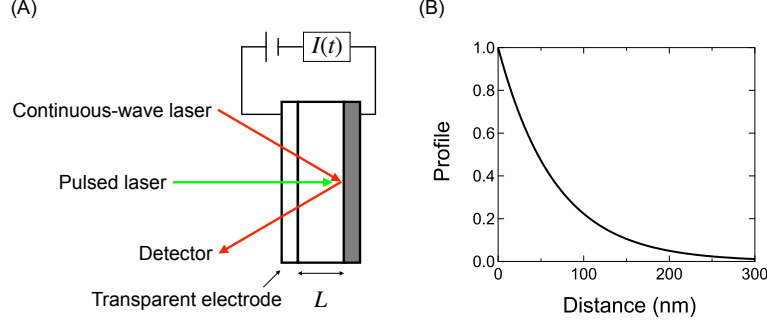 (A)
I(t)
Continuous-wave laser
Pulsed laser
Detector
Transparent electrode
L
(B)
Profile
1.0
0.8
0.6
0.4
0.2
0.0
0 100 200 300
Distance (nm)